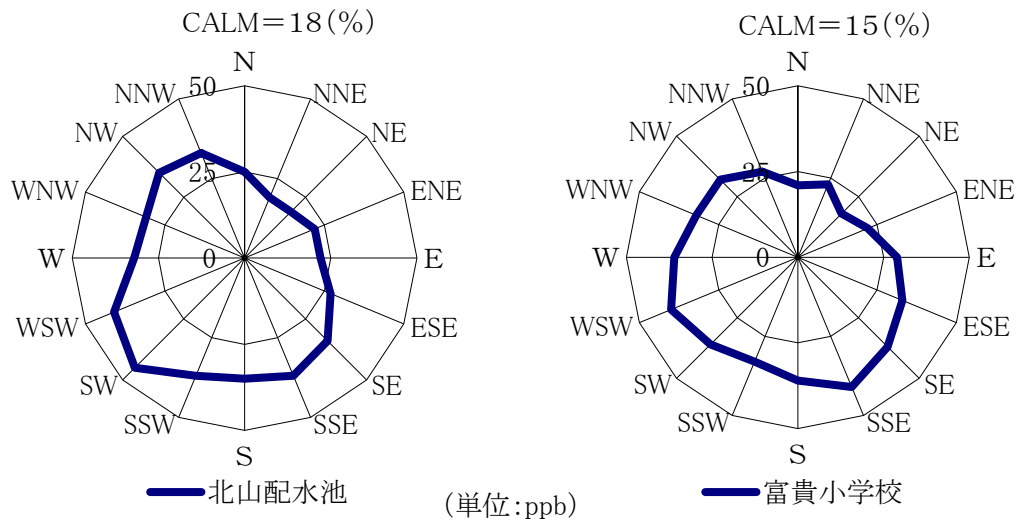 CALM＝18(%)
N
50
NNW
NNE
NW
NE
25
WNW
ENE
W
0
E
WSW
ESE
SW
SE
SSW
SSE
S
北山配水池
CALM＝15(%)
N
50
NNW
NNE
NW
NE
25
WNW
ENE
W
0
E
WSW
ESE
SW
SE
SSW
SSE
S
富貴小学校
(単位:ppb)